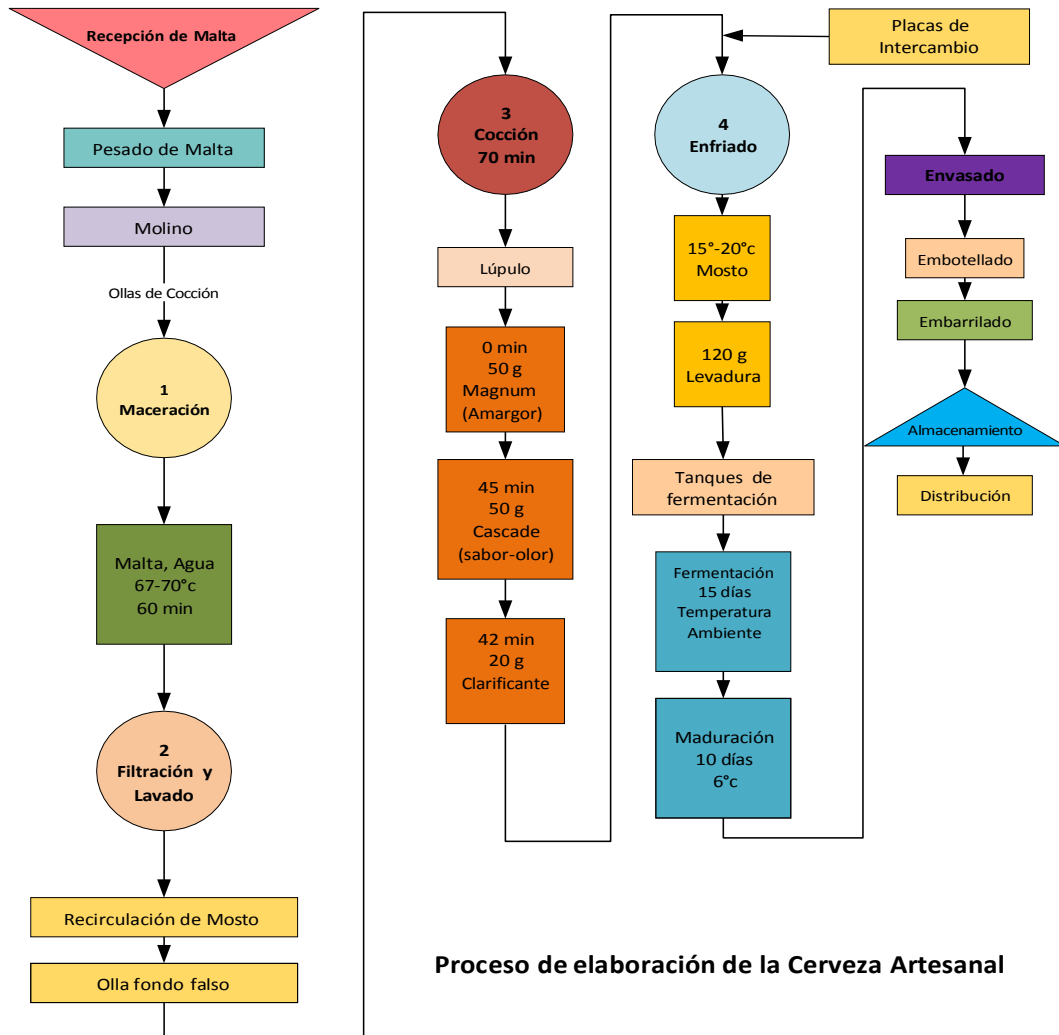 Recepción de Malta
Pesado de Malta
Molino
Ollas de Cocción
1
Maceración
Malta, Agua
67-70°c
60 min
2
Filtración y
Lavado
Recirculación de Mosto
Olla fondo falso
3
Cocción
70 min
Lúpulo
0 min
50 g
Magnum
(Amargor)
45 min
50 g
Cascade
(sabor-olor)
42 min
20 g
Clarificante
Placas de
Intercambio
4
Enfriado
15°-20°c
Mosto
120 g
Levadura
Tanques de
fermentación
Fermentación
15 días
Temperatura
Ambiente
Maduración
10 días
6°c
Envasado
Embotellado
Embarrilado
Almacenamiento
Distribución
Proceso de elaboración de la Cerveza Artesanal